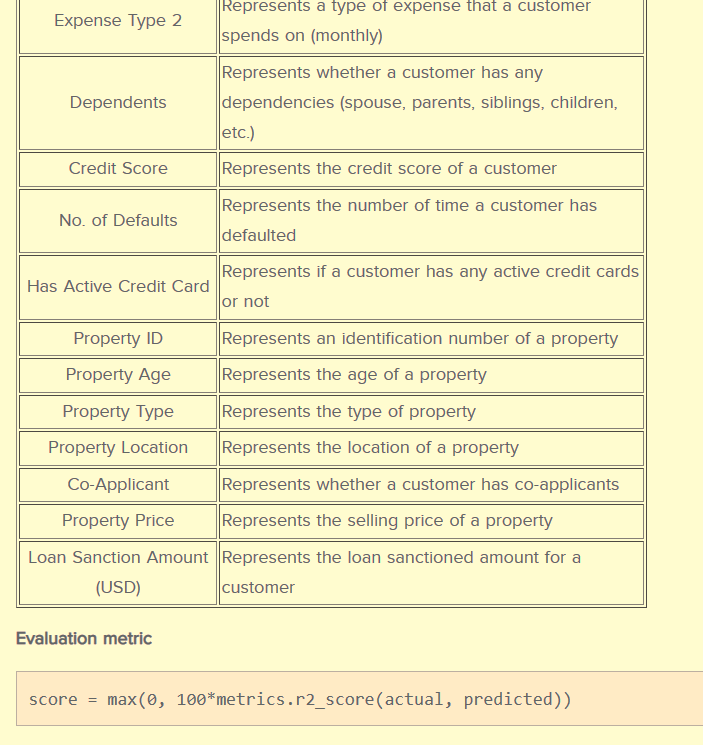 Represents a type of expense that a customer
Expense Type 2
spends on (monthly)
Represents whether a customer has any
Dependents
dependencies (spouse, parents, siblings, children,
etc.)
Credit Score
Represents the credit score of a customer
No. of Defaults
Represents the number of time a customer has
defaulted
Has Active Credit Card
Represents if a customer has any active credit cards
or not
Property ID
Represents an identification number of a property
Property Age
Represents the age of a property
Property Type
Represents the type of property
Property Location
Represents the location of a property
Co-Applicant
Represents whether a customer has co-applicants
Property Price
Represents the selling price of a property
Loan Sanction Amount
(USD)
Represents the loan sanctioned amount for a
customer
Evaluation metric
score = max(0, 100*metrics.r2_score(actual, predicted))